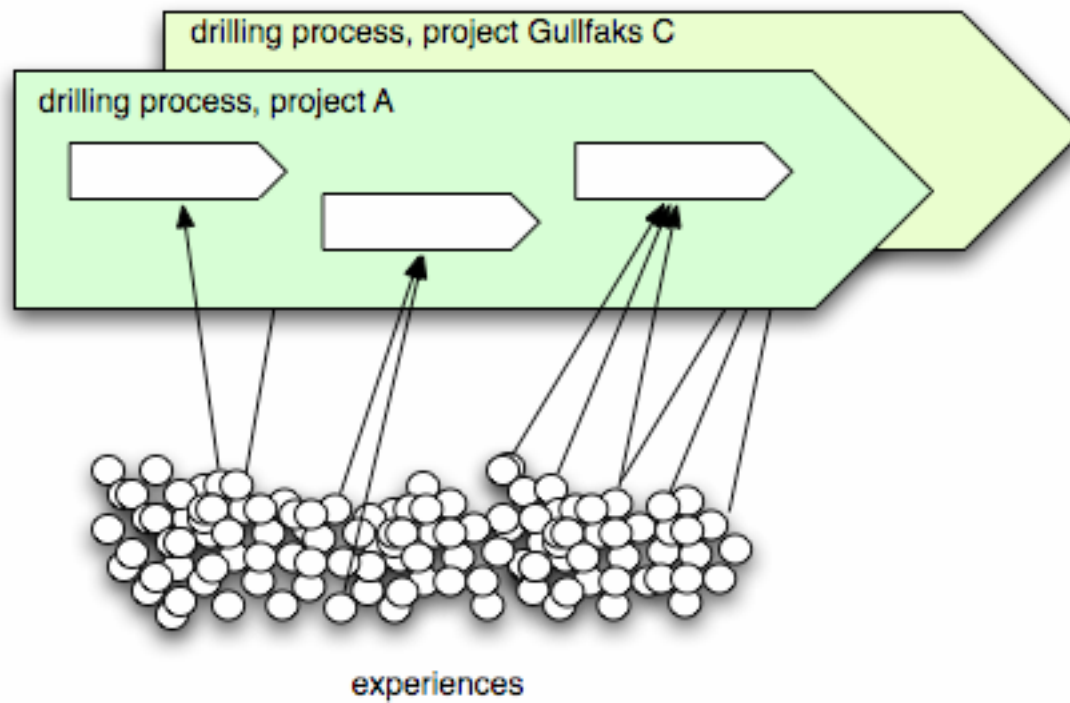 drilling process, project Gullfaks C
drilling process, project A
experiences